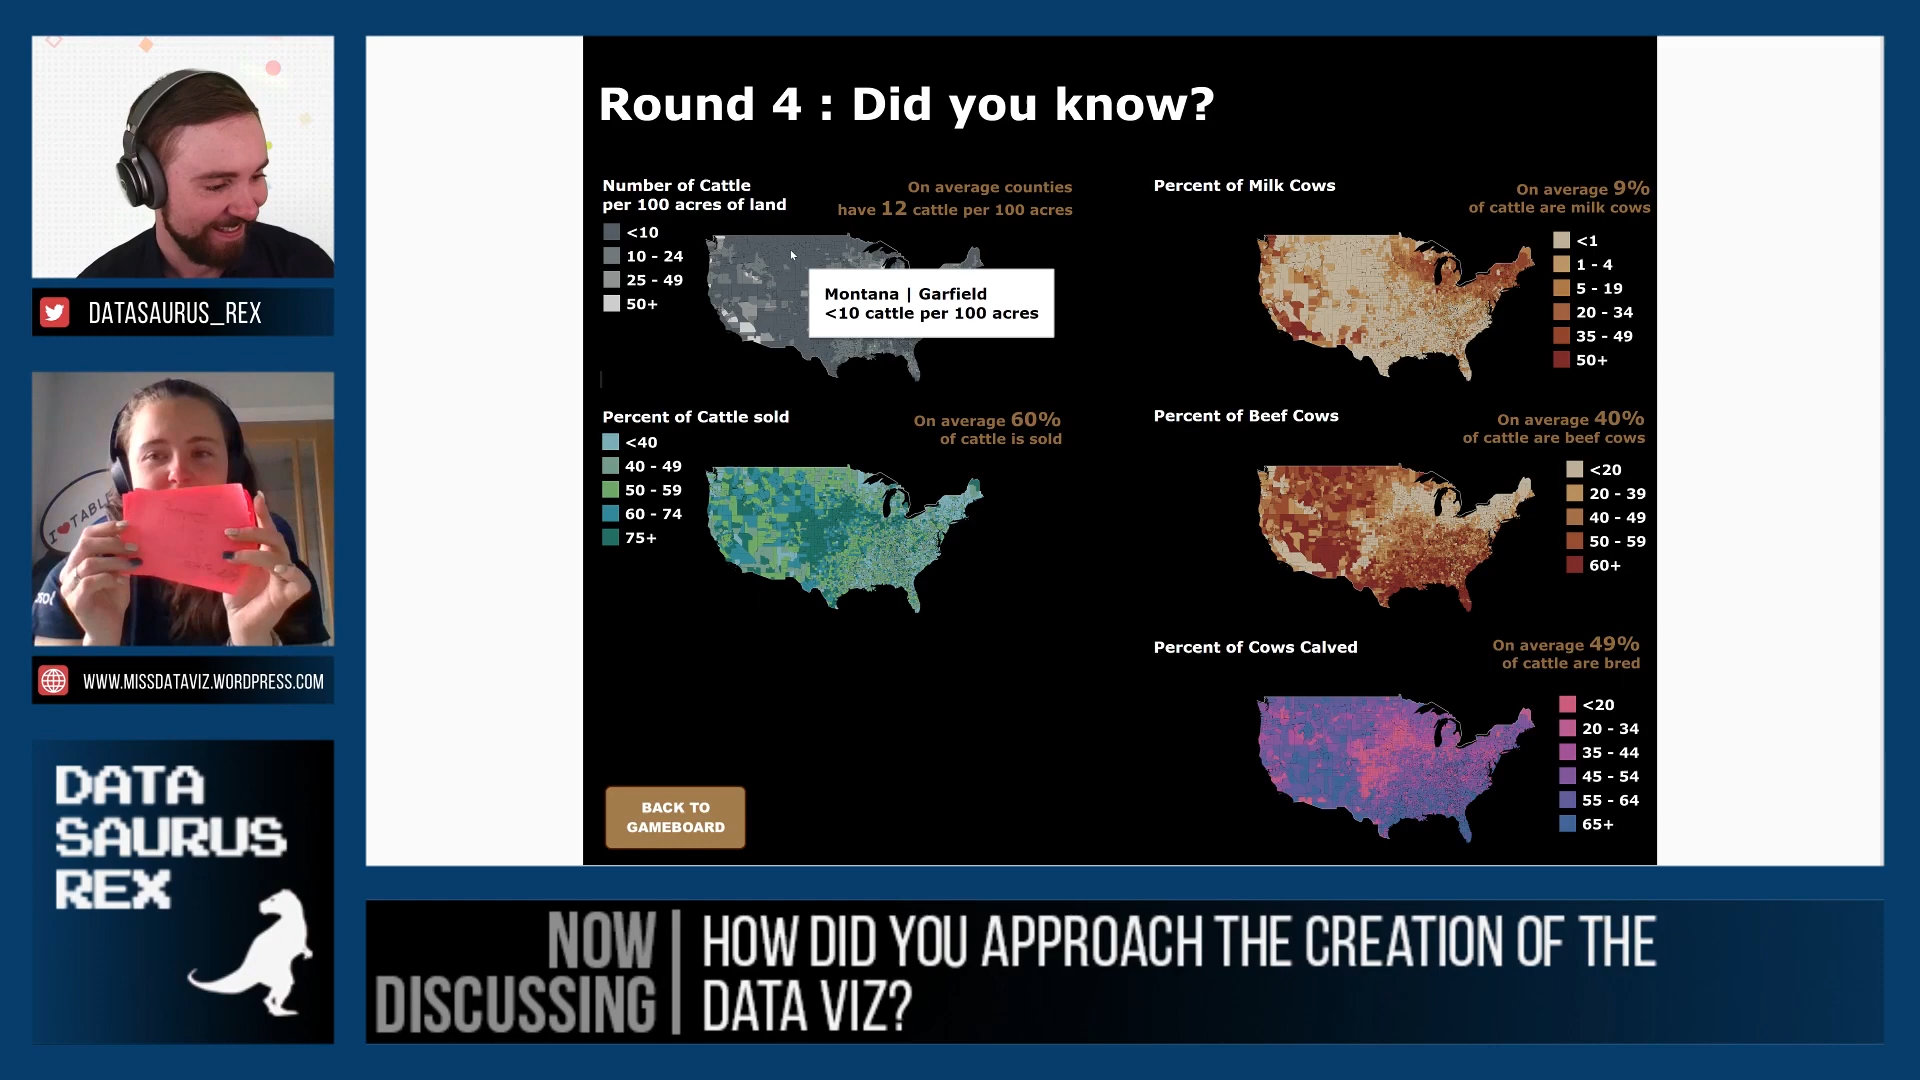 DATASAURUS_REX
I ❤ TABL
WWW.MISSDATAVIZ.WORDPRESS.COM
DATA
SAURUS
REX
Round 4 : Did you know?
Number of Cattle
per 100 acres of land
On average counties
have 12 cattle per 100 acres
<10
10 - 24
25 - 49
50+
Montana | Garfield
<10 cattle per 100 acres
Percent of Milk Cows
On average 9%
of cattle are milk cows
<1
1 - 4
5 - 19
20 - 34
35 - 49
50+
Percent of Cattle sold
On average 60%
of cattle is sold
<40
40 - 49
50 - 59
60 - 74
75+
Percent of Beef Cows
On average 40%
of cattle are beef cows
<20
20 - 39
40 - 49
50 - 59
60+
Percent of Cows Calved
On average 49%
of cattle are bred
<20
20 - 34
35 - 44
45 - 54
55 - 64
65+
BACK TO
GAMEBOARD
NOW
DISCUSSING
HOW DID YOU APPROACH THE CREATION OF THE
DATA VIZ?